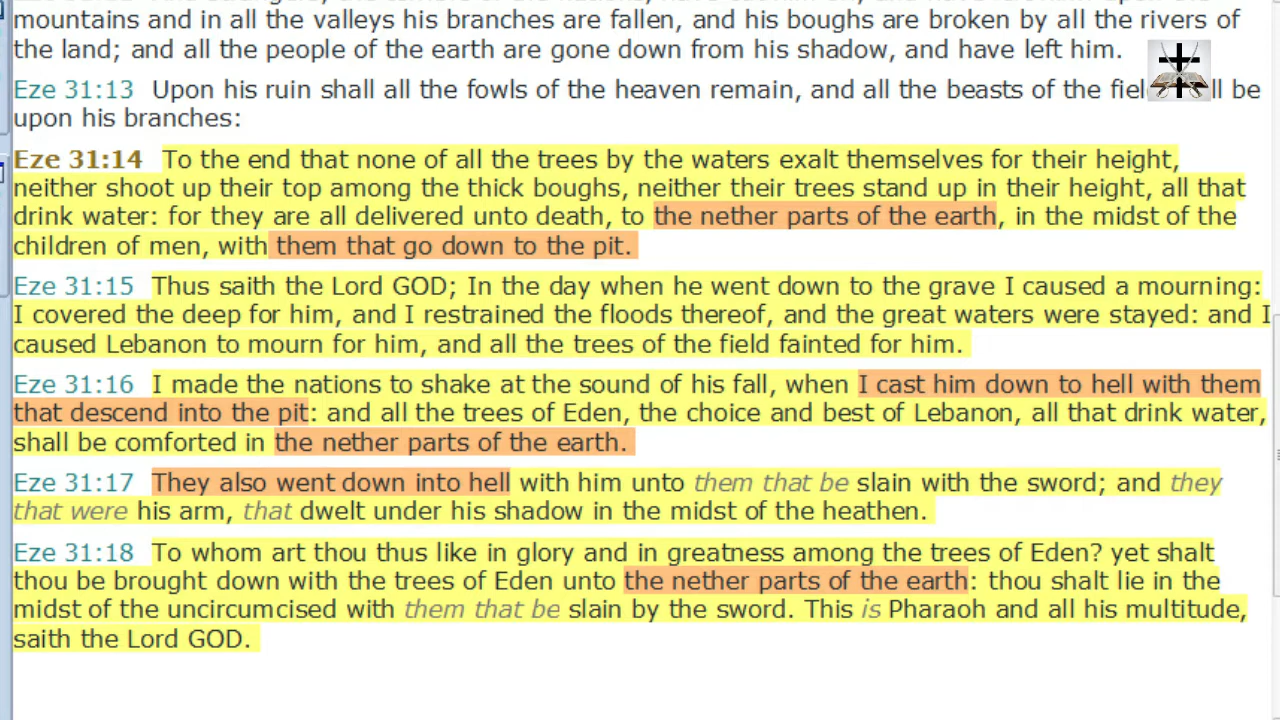 mountains and in all the valleys his branches are fallen, and his boughs are broken by all the rivers of
the land; and all the people of the earth are gone down from his shadow, and have left him.
Eze 31:13 Upon his ruin shall all the fowls of the heaven remain, and all the beasts of the fiel ll be
upon his branches:
Eze 31:14 To the end that none of all the trees by the waters exalt themselves for their height,
neither shoot up their top among the thick boughs, neither their trees stand up in their height, all that
drink water: for they are all delivered unto death, to the nether parts of the earth, in the midst of the
children of men, with them that go down to the pit.
Eze 31:15 Thus saith the Lord GOD; In the day when he went down to the grave I caused a mourning:
I covered the deep for him, and I restrained the floods thereof, and the great waters were stayed: and I
caused Lebanon to mourn for him, and all the trees of the field fainted for him.
Eze 31:16 I made the nations to shake at the sound of his fall, when I cast him down to hell with them
that descend into the pit: and all the trees of Eden, the choice and best of Lebanon, all that drink water,
shall be comforted in the nether parts of the earth.
Eze 31:17 They also went down into hell with him unto them that be slain with the sword; and they
that were his arm, that dwelt under his shadow in the midst of the heathen.
Eze 31:18 To whom art thou thus like in glory and in greatness among the trees of Eden? yet shalt
thou be brought down with the trees of Eden unto the nether parts of the earth: thou shalt lie in the
midst of the uncircumcised with them that be slain by the sword. This is Pharaoh and all his multitude,
saith the Lord GOD.